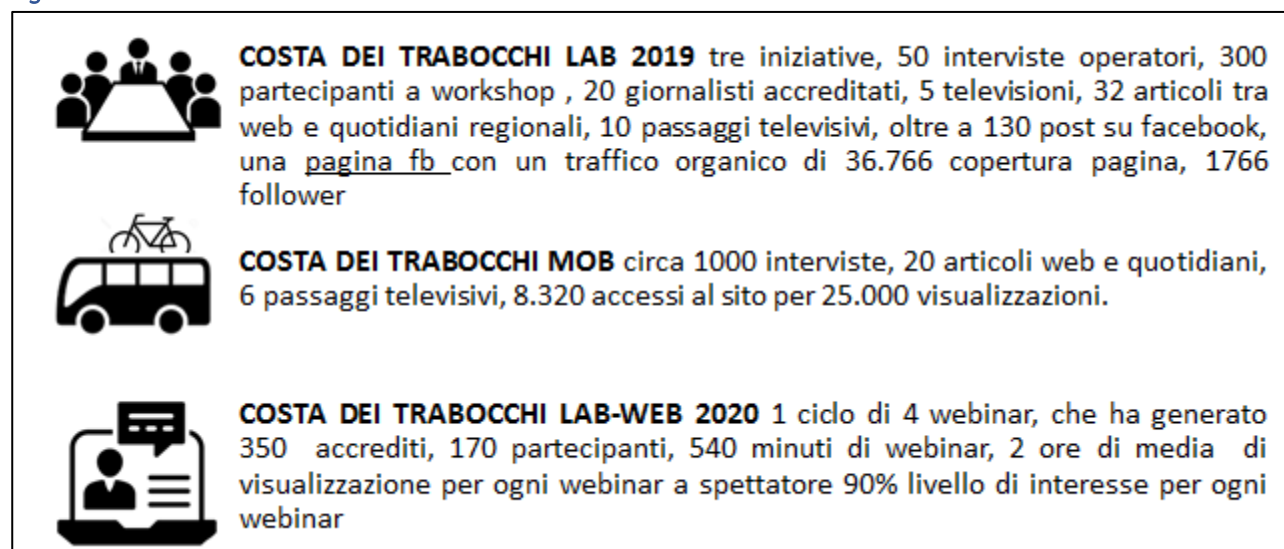 COSTA DEI TRABOCCHI LAB 2019 tre iniziative, 50 interviste operatori, 300
partecipanti a workshop , 20 giornalisti accreditati, 5 televisioni, 32 articoli tra
web e quotidiani regionali, 10 passaggi televisivi, oltre a 130 post su facebook,
una pagina fb con un traffico organico di 36.766 copertura pagina, 1766
follower
COSTA DEI TRABOCCHI MOB circa 1000 interviste, 20 articoli web e quotidiani,
6 passaggi televisivi, 8.320 accessi al sito per 25.000 visualizzazioni.
COSTA DEI TRABOCCHI LAB-WEB 2020 1 ciclo di 4 webinar, che ha generato
350 accrediti, 170 partecipanti, 540 minuti di webinar, 2 ore di media di
visualizzazione per ogni webinar a spettatore 90% livello di interesse per ogni
webinar